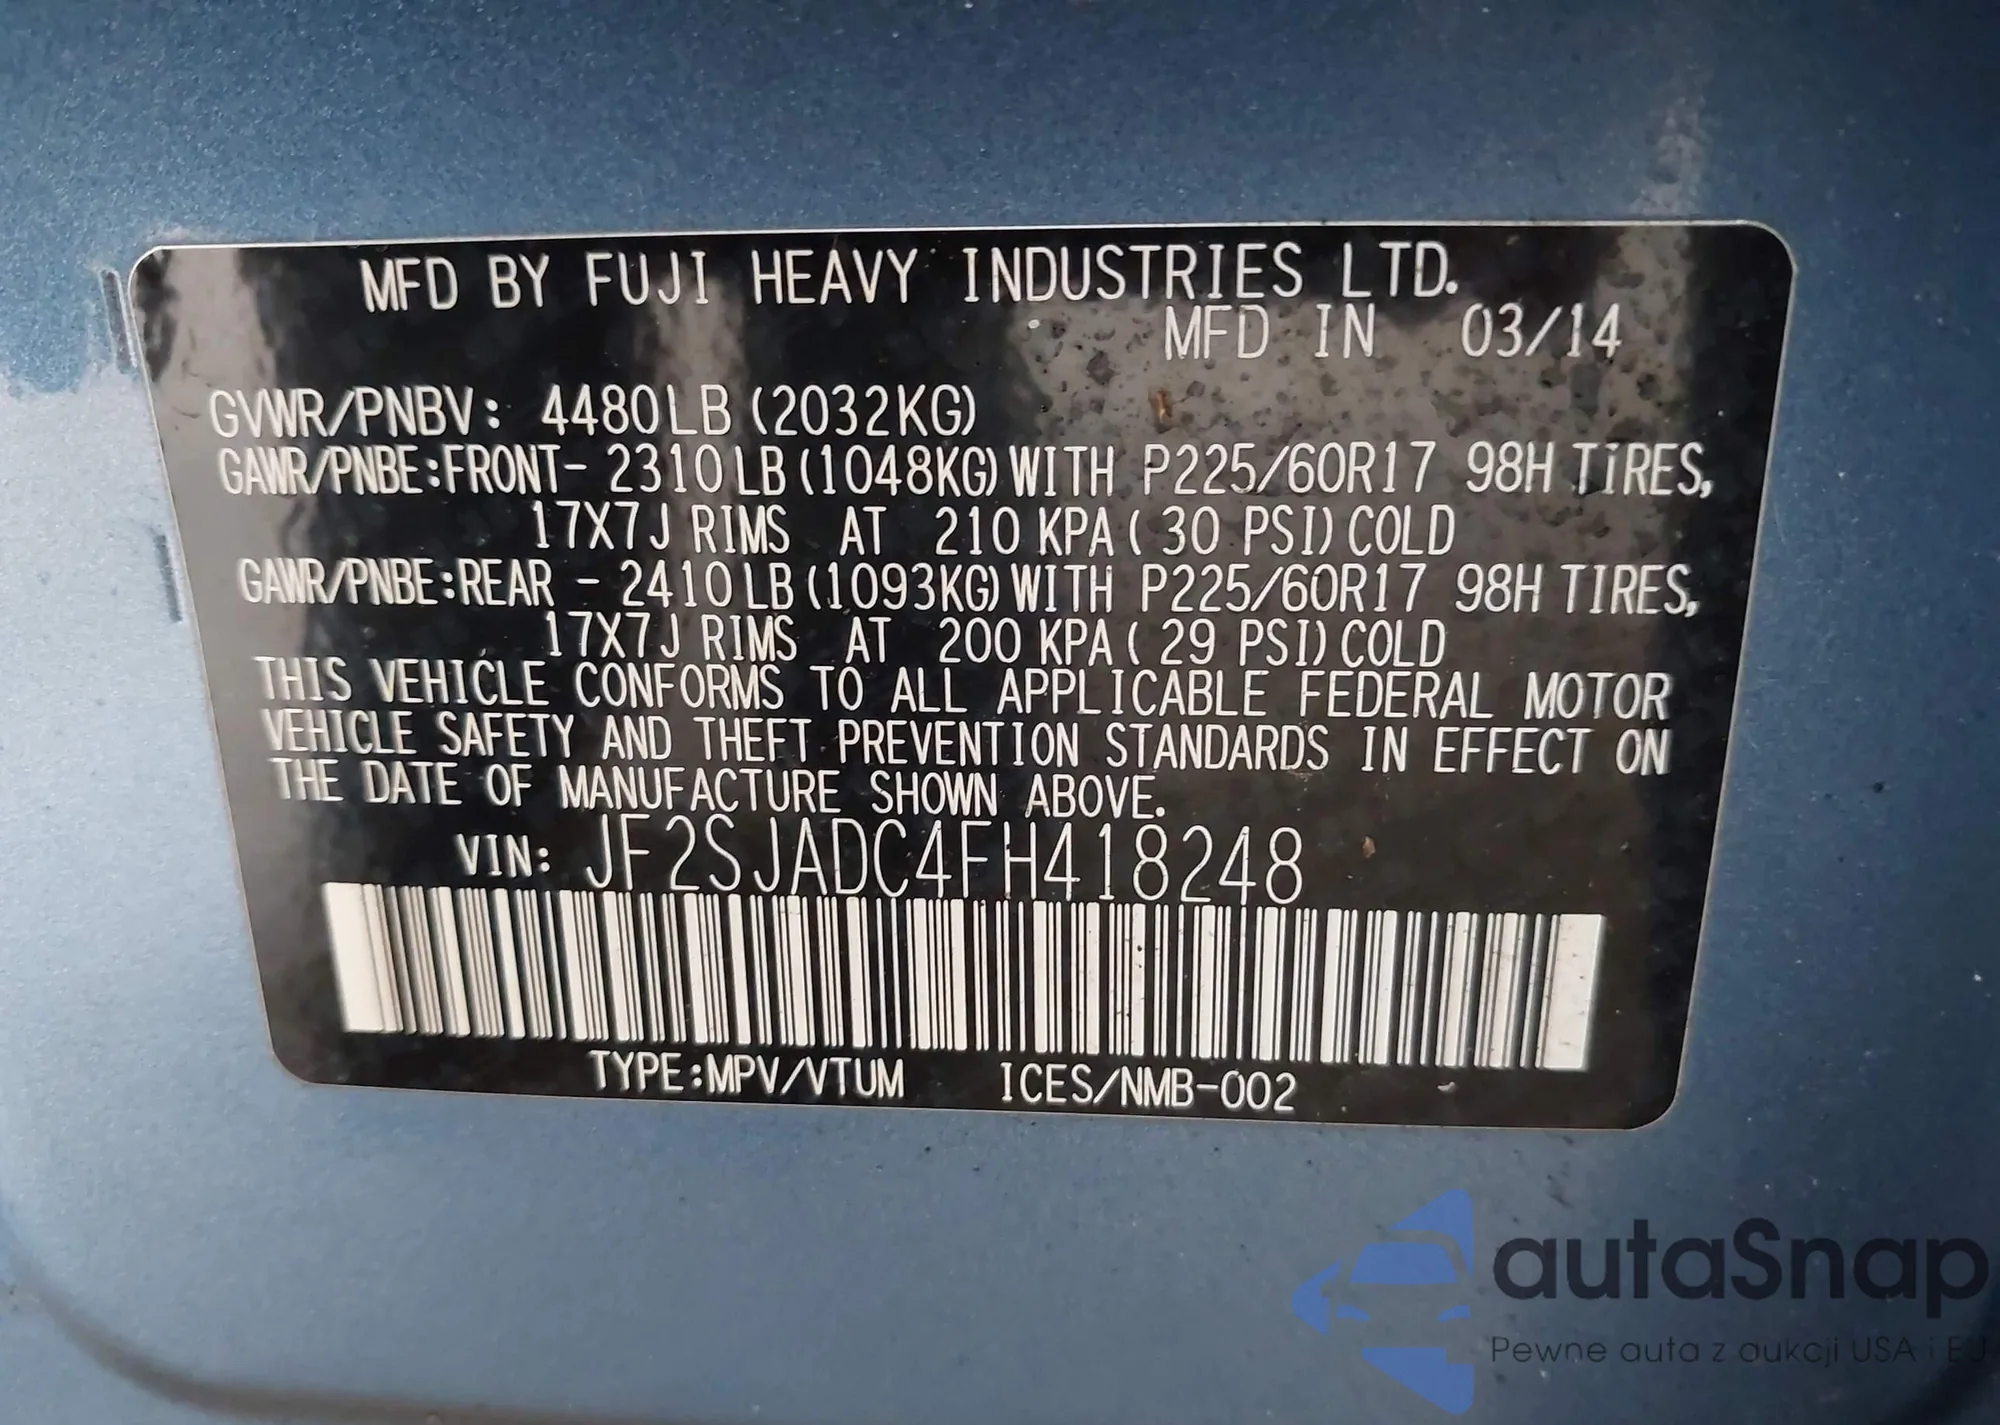 MFD BY FUJI HEAVY INDUSTRIES LTD.
MFD IN 03/14
GVWR/PNBV: 4480LB (2032KG)
GAWR/PNBE:FRONT- 2310LB (1048KG) WITH P225/60R17 98H TIRES,
17X7J RIMS AT 210 KPA ( 30 PSI) COLD
GAWR/PNBE:REAR - 2410LB (1093KG) WITH P225/60R17 98H TIRES,
17X7J RIMS AT 200 KPA ( 29 PSI) COLD
THIS VEHICLE CONFORMS TO ALL APPLICABLE FEDERAL MOTOR
VEHICLE SAFETY AND THEFT PREVENTION STANDARDS IN EFFECT ON
THE DATE OF MANUFACTURE SHOWN ABOVE.
VIN: JF2SJADC4FH418248
TYPE:MPV/VTUM ICES/NMB-002
autaSnap
Pewne auta z aukcji USA i EU